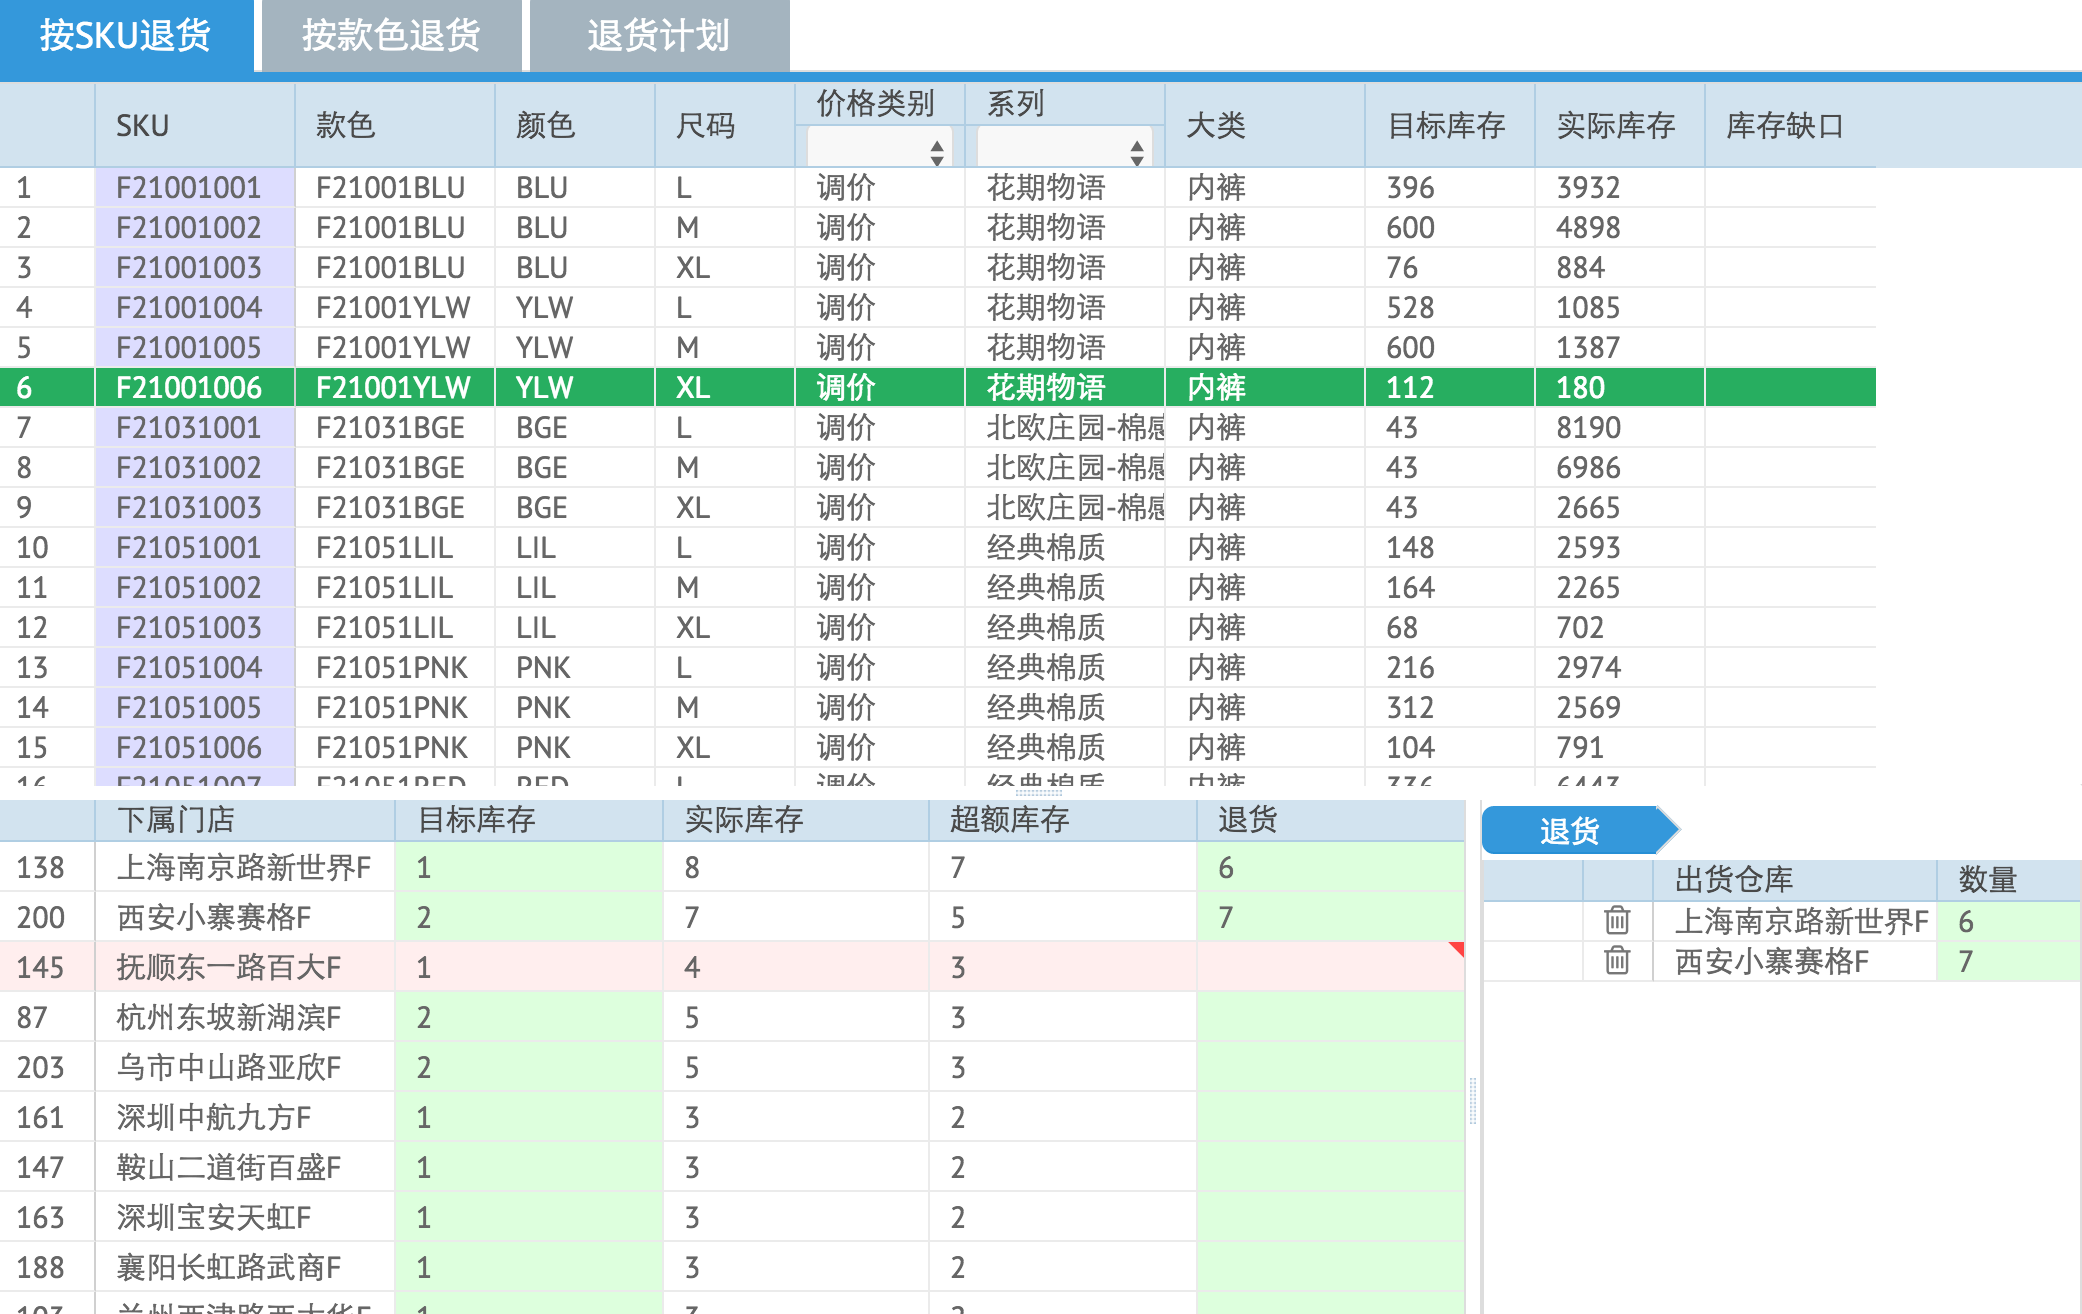 按SKU退货 按款色退货 退货计划
SKU 款色 颜色 尺码 价格类别 系列 大类 目标库存 实际库存 库存缺口
1 F21001001 F21001BLU BLU L 调价 花期物语 内裤 396 3932
2 F21001002 F21001BLU BLU M 调价 花期物语 内裤 600 4898
3 F21001003 F21001BLU BLU XL 调价 花期物语 内裤 76 884
4 F21001004 F21001YLW YLW L 调价 花期物语 内裤 528 1085
5 F21001005 F21001YLW YLW M 调价 花期物语 内裤 600 1387
6 F21001006 F21001YLW YLW XL 调价 花期物语 内裤 112 180
7 F21031001 F21031BGE BGE L 调价 北欧庄园-棉感 内裤 43 8190
8 F21031002 F21031BGE BGE M 调价 北欧庄园-棉感 内裤 43 6986
9 F21031003 F21031BGE BGE XL 调价 北欧庄园-棉感 内裤 43 2665
10 F21051001 F21051LIL LIL L 调价 经典棉质 内裤 148 2593
11 F21051002 F21051LIL LIL M 调价 经典棉质 内裤 164 2265
12 F21051003 F21051LIL LIL XL 调价 经典棉质 内裤 68 702
13 F21051004 F21051PNK PNK L 调价 经典棉质 内裤 216 2974
14 F21051005 F21051PNK PNK M 调价 经典棉质 内裤 312 2569
15 F21051006 F21051PNK PNK XL 调价 经典棉质 内裤 104 791
16 F21051007 F21051RED RED L 调价 经典棉质 内裤 336 6443
下属门店 目标库存 实际库存 超额库存 退货
138 上海南京路新世界F 1 8 7 6
200 西安小寨赛格F 2 7 5 7
145 抚顺东一路百大F 1 4 3
87 杭州东坡新湖滨F 2 5 3
203 乌市中山路亚欣F 2 5 3
161 深圳中航九方F 1 3 2
147 鞍山二道街百盛F 1 3 2
163 深圳宝安天虹F 1 3 2
188 襄阳长虹路武商F 1 3 2
退货
出货仓库 数量
上海南京路新世界F 6
西安小寨赛格F 7